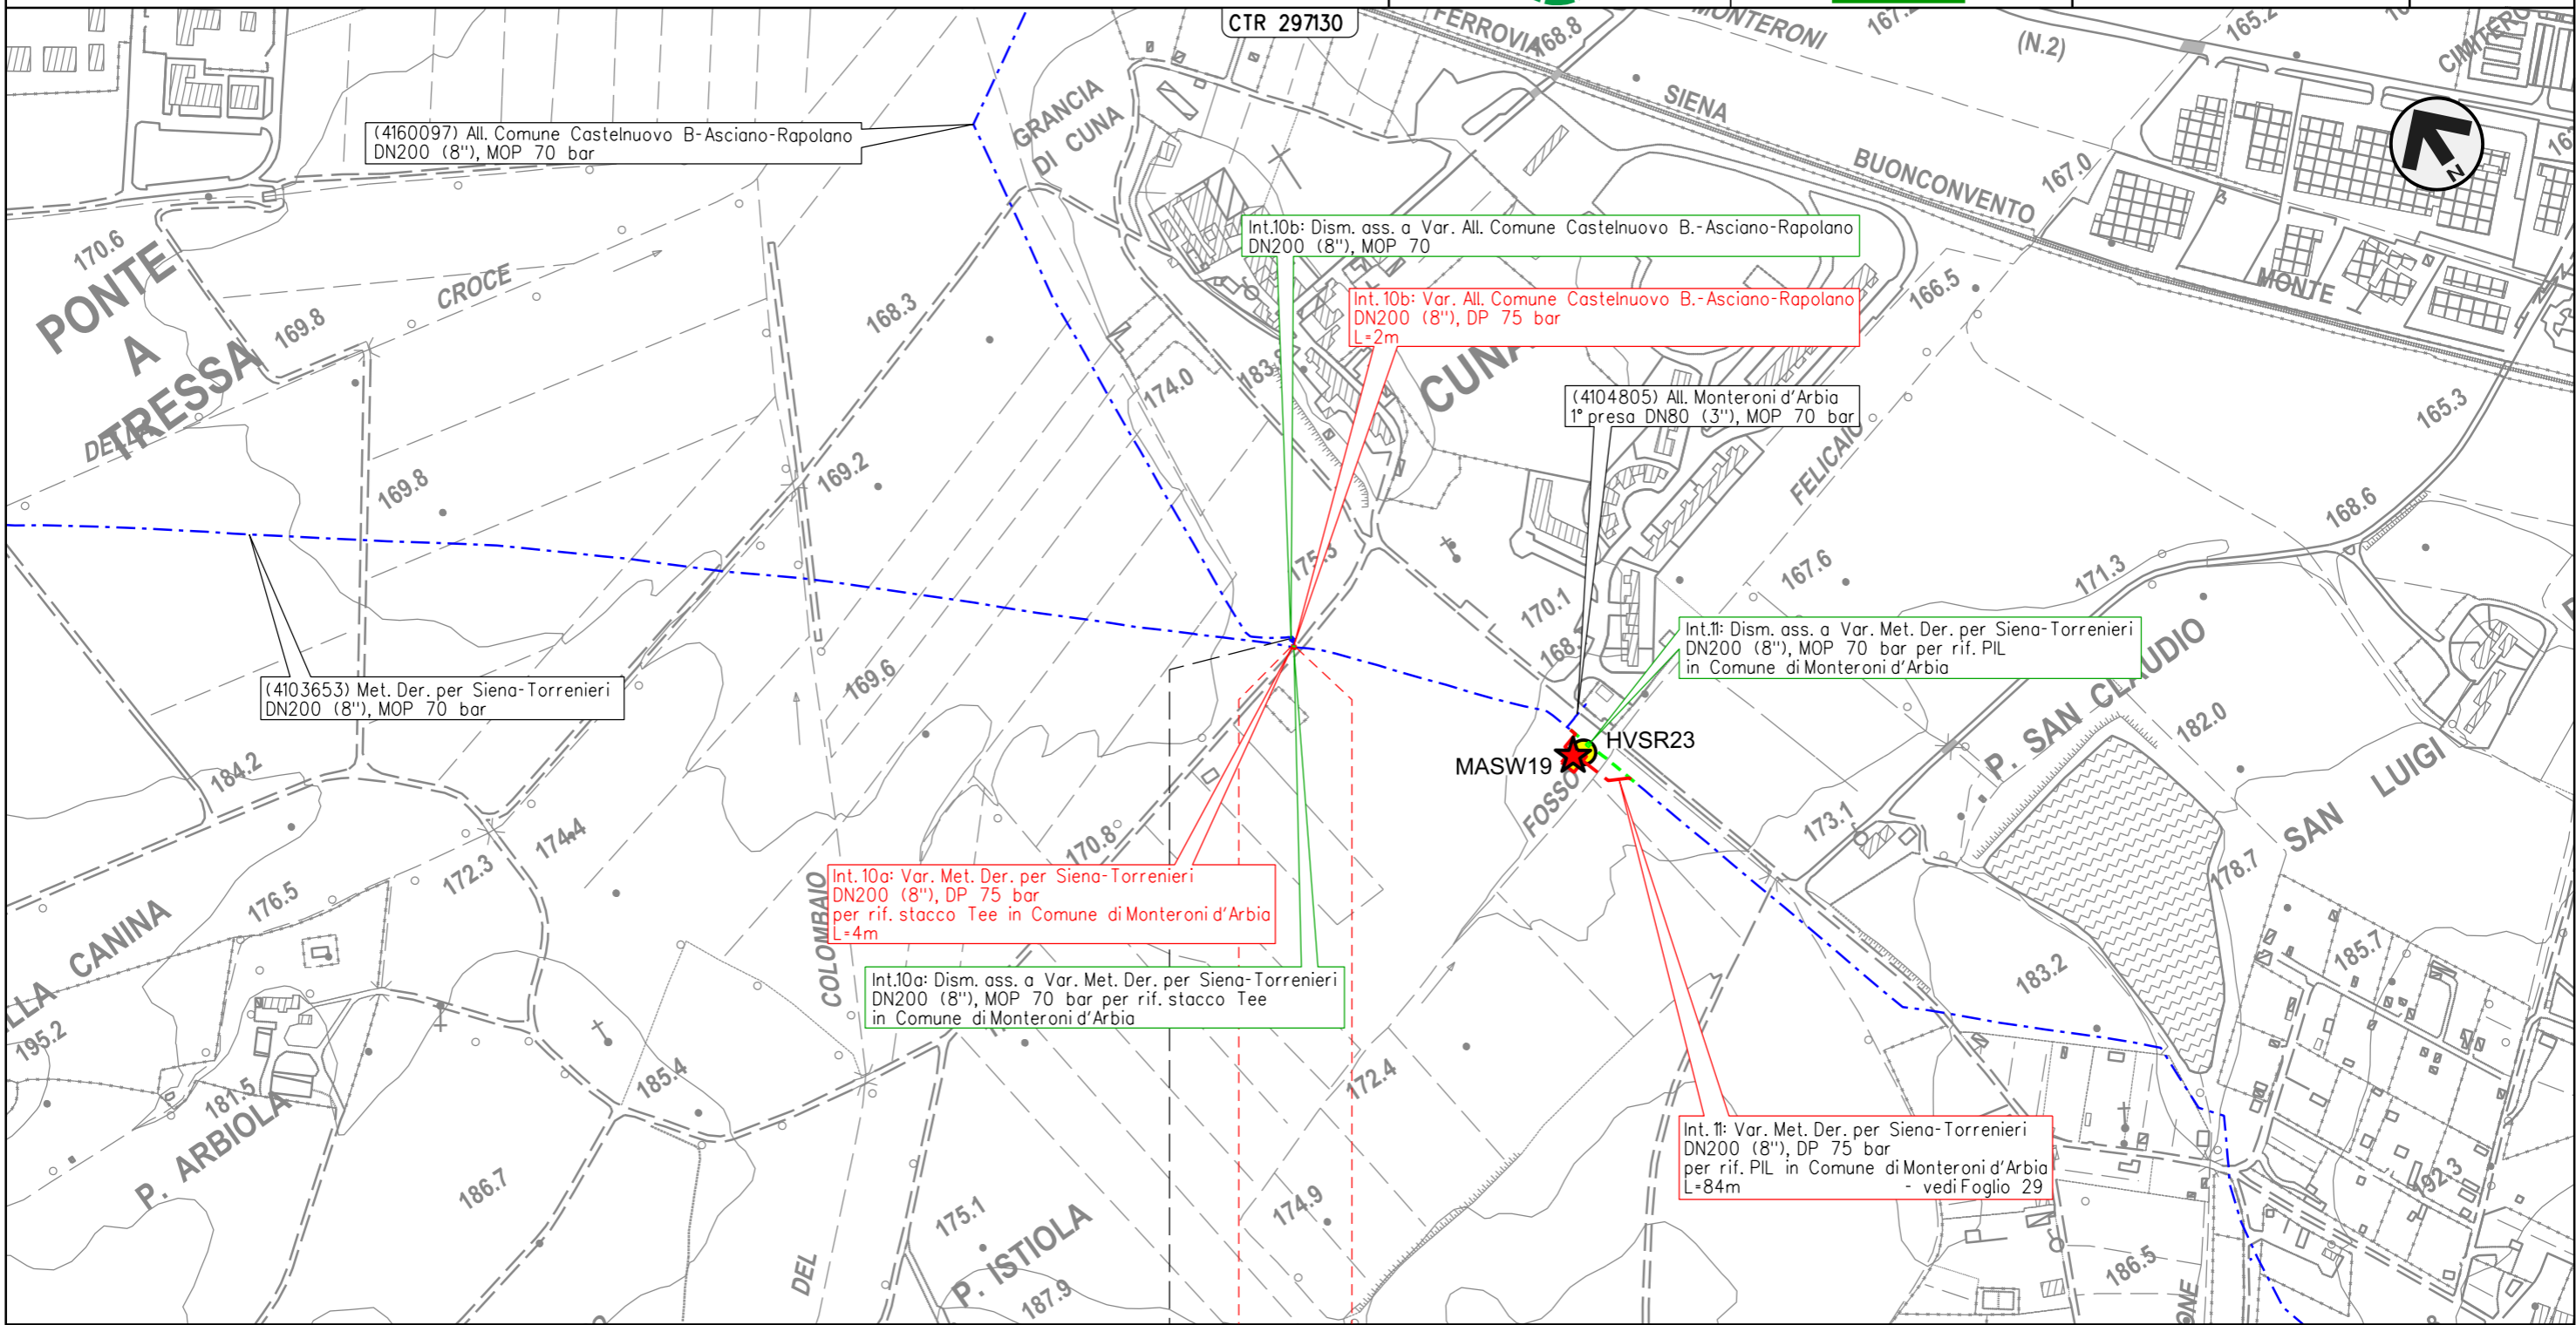 CTR 297130
FERROVIA
168.8
MONTERONI
(N.2)
165.2
CIMITERO
GRANCIA
DI CUNA
SIENA
BUONCONVENTO
167.0
MONTE
N
(4160097) All. Comune Castelnuovo B-Asciano-Rapolano
DN200 (8"), MOP 70 bar
170.6
PONTE
A
TRESSA
169.8
CROCE
168.3
Int.10b: Dism. ass. a Var. All. Comune Castelnuovo B.-Asciano-Rapolano
DN200 (8"), MOP 70
Int. 10b: Var. All. Comune Castelnuovo B.-Asciano-Rapolano
DN200 (8"), DP 75 bar
L=2m
166.5
174.0
CUNA
(4104805) All. Monteroni d'Arbia
1° presa DN80 (3"), MOP 70 bar
165.3
169.8
169.2
FELICAIO
168.6
175.3
167.6
171.3
170.1
Int.11: Dism. ass. a Var. Met. Der. per Siena-Torrenieri
DN200 (8"), MOP 70 bar per rif. PIL
in Comune di Monteroni d'Arbia
(4103653) Met. Der. per Siena-Torrenieri
DN200 (8"), MOP 70 bar
169.6
P. SAN CLAUDIO
182.0
HVSR23
MASW19
FOSSO
184.2
SAN LUIGI
173.1
174.4
172.3
170.8
178.7
176.5
COLOMBAIO
Int. 10a: Var. Met. Der. per Siena-Torrenieri
DN200 (8"), DP 75 bar
per rif. stacco Tee in Comune di Monteroni d'Arbia
L=4m
CANINA
185.7
183.2
Int.10a: Dism. ass. a Var. Met. Der. per Siena-Torrenieri
DN200 (8"), MOP 70 bar per rif. stacco Tee
in Comune di Monteroni d'Arbia
195.2
181.5
185.4
172.4
P. ARBIOLA
Int. 11: Var. Met. Der. per Siena-Torrenieri
DN200 (8"), DP 75 bar
per rif. PIL in Comune di Monteroni d'Arbia
L=84m - vedi Foglio 29
186.7
192.3
175.1
174.9
P. ISTIOLA
DEL
187.9
186.5